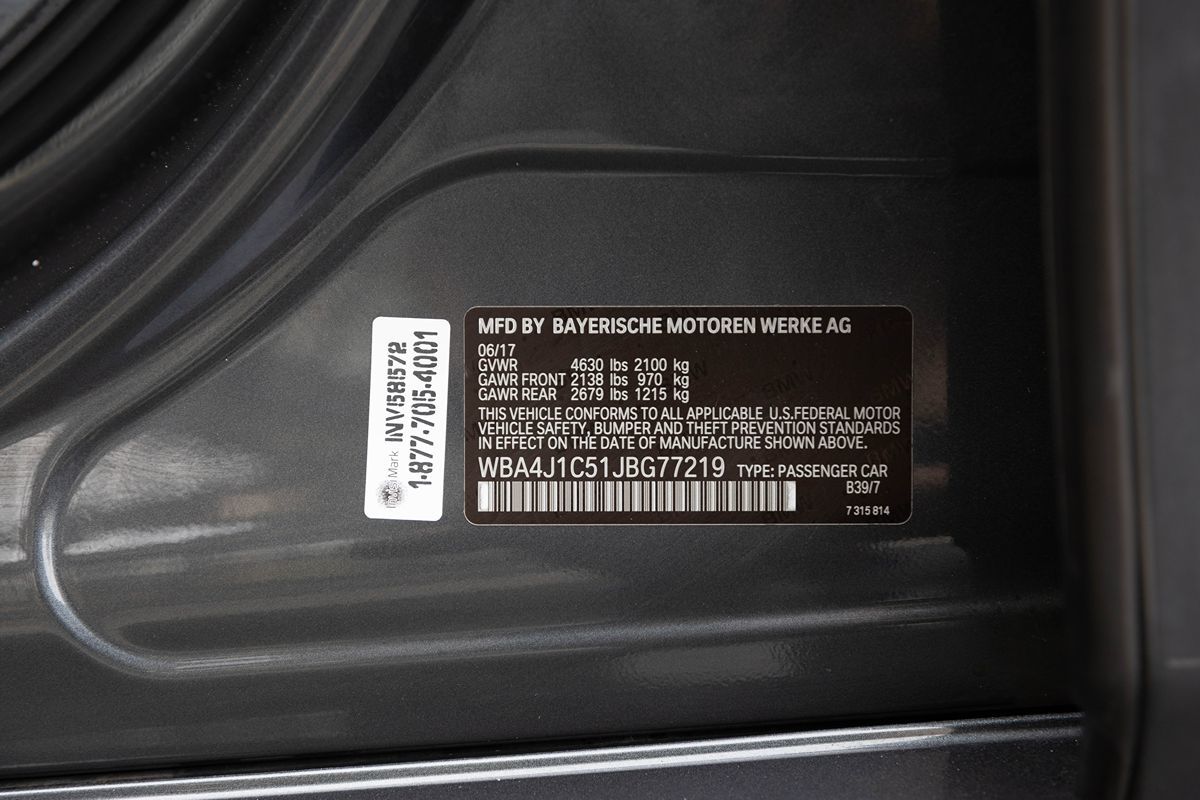 INV58572
Mark
1-877-705-4001
MFD BY BAYERISCHE MOTOREN WERKE AG
06/17
GVWR 4630 lbs 2100 kg
GAWR FRONT 2138 lbs 970 kg
GAWR REAR 2679 lbs 1215 kg
THIS VEHICLE CONFORMS TO ALL APPLICABLE U.S.FEDERAL MOTOR
VEHICLE SAFETY, BUMPER AND THEFT PREVENTION STANDARDS
IN EFFECT ON THE DATE OF MANUFACTURE SHOWN ABOVE.
WBA4J1C51JBG77219 TYPE: PASSENGER CAR
B39/7
7 315 814